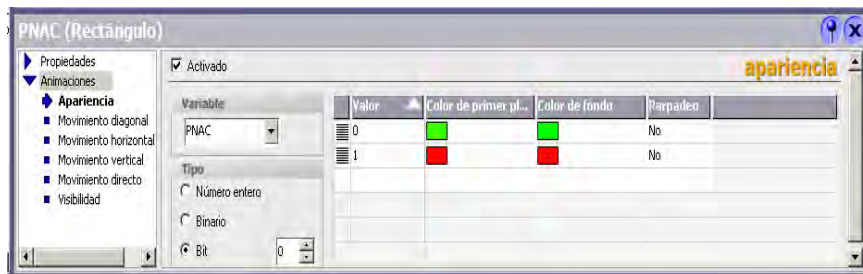 PNAC (Rectángulo)
Propiedades
Animaciones
Apariencia
Movimiento diagonal
Movimiento horizontal
Movimiento vertical
Movimiento directo
Visibilidad
Activado
apariencia
Variable
PNAC
Tipo
Número entero
Binario
Bit 0
Valor Color de primer pl... Color de fondo Parpadeo
0 No
1 No